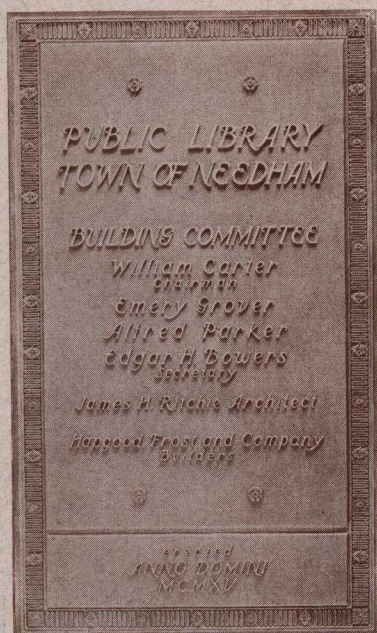 PUBLIC LIBRARY
TOWN OF NEEDHAM
BUILDING COMMITTEE
William Carter
Chairman
Emery Grover
Alfred Parker
Edgar H. Bowers
Secretary
James H. Ritchie Architect
Hapgood Frost and Company
Builders
erected
ANNO DOMINI
MCMXV